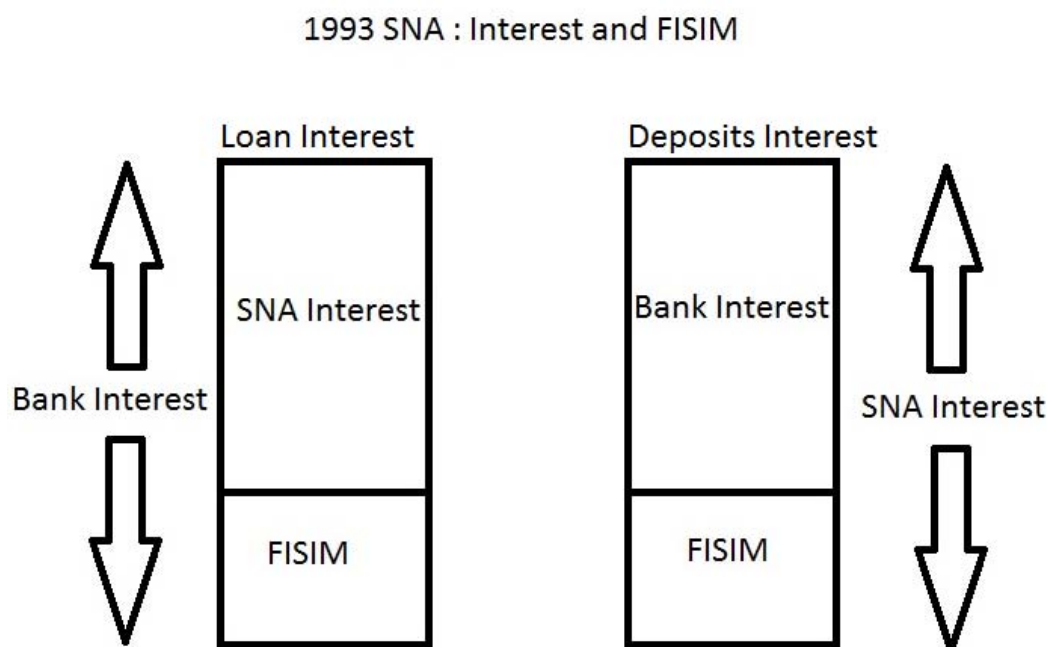 1993 SNA : Interest and FISIM
Loan Interest
Deposits Interest
SNA Interest
Bank Interest
Bank Interest
SNA Interest
FISIM
FISIM